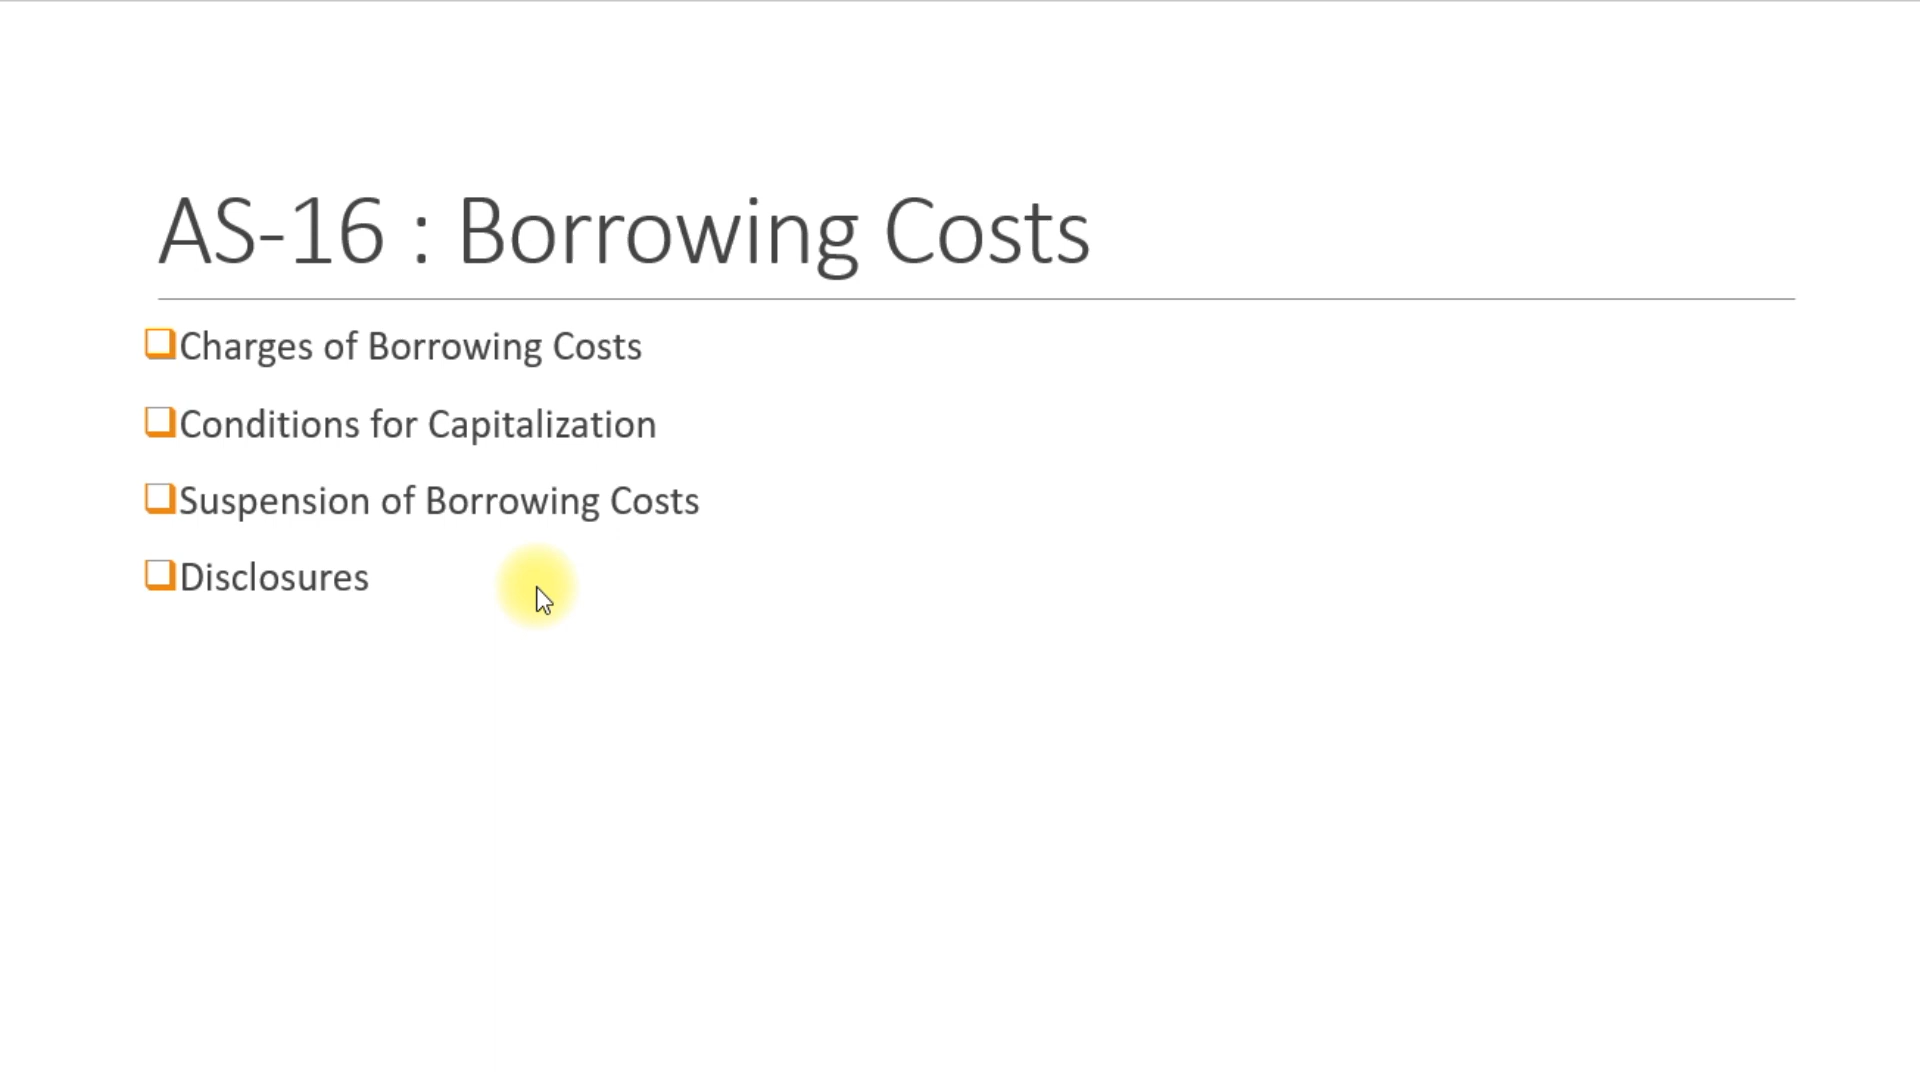 AS-16 : Borrowing Costs
Charges of Borrowing Costs
Conditions for Capitalization
Suspension of Borrowing Costs
Disclosures